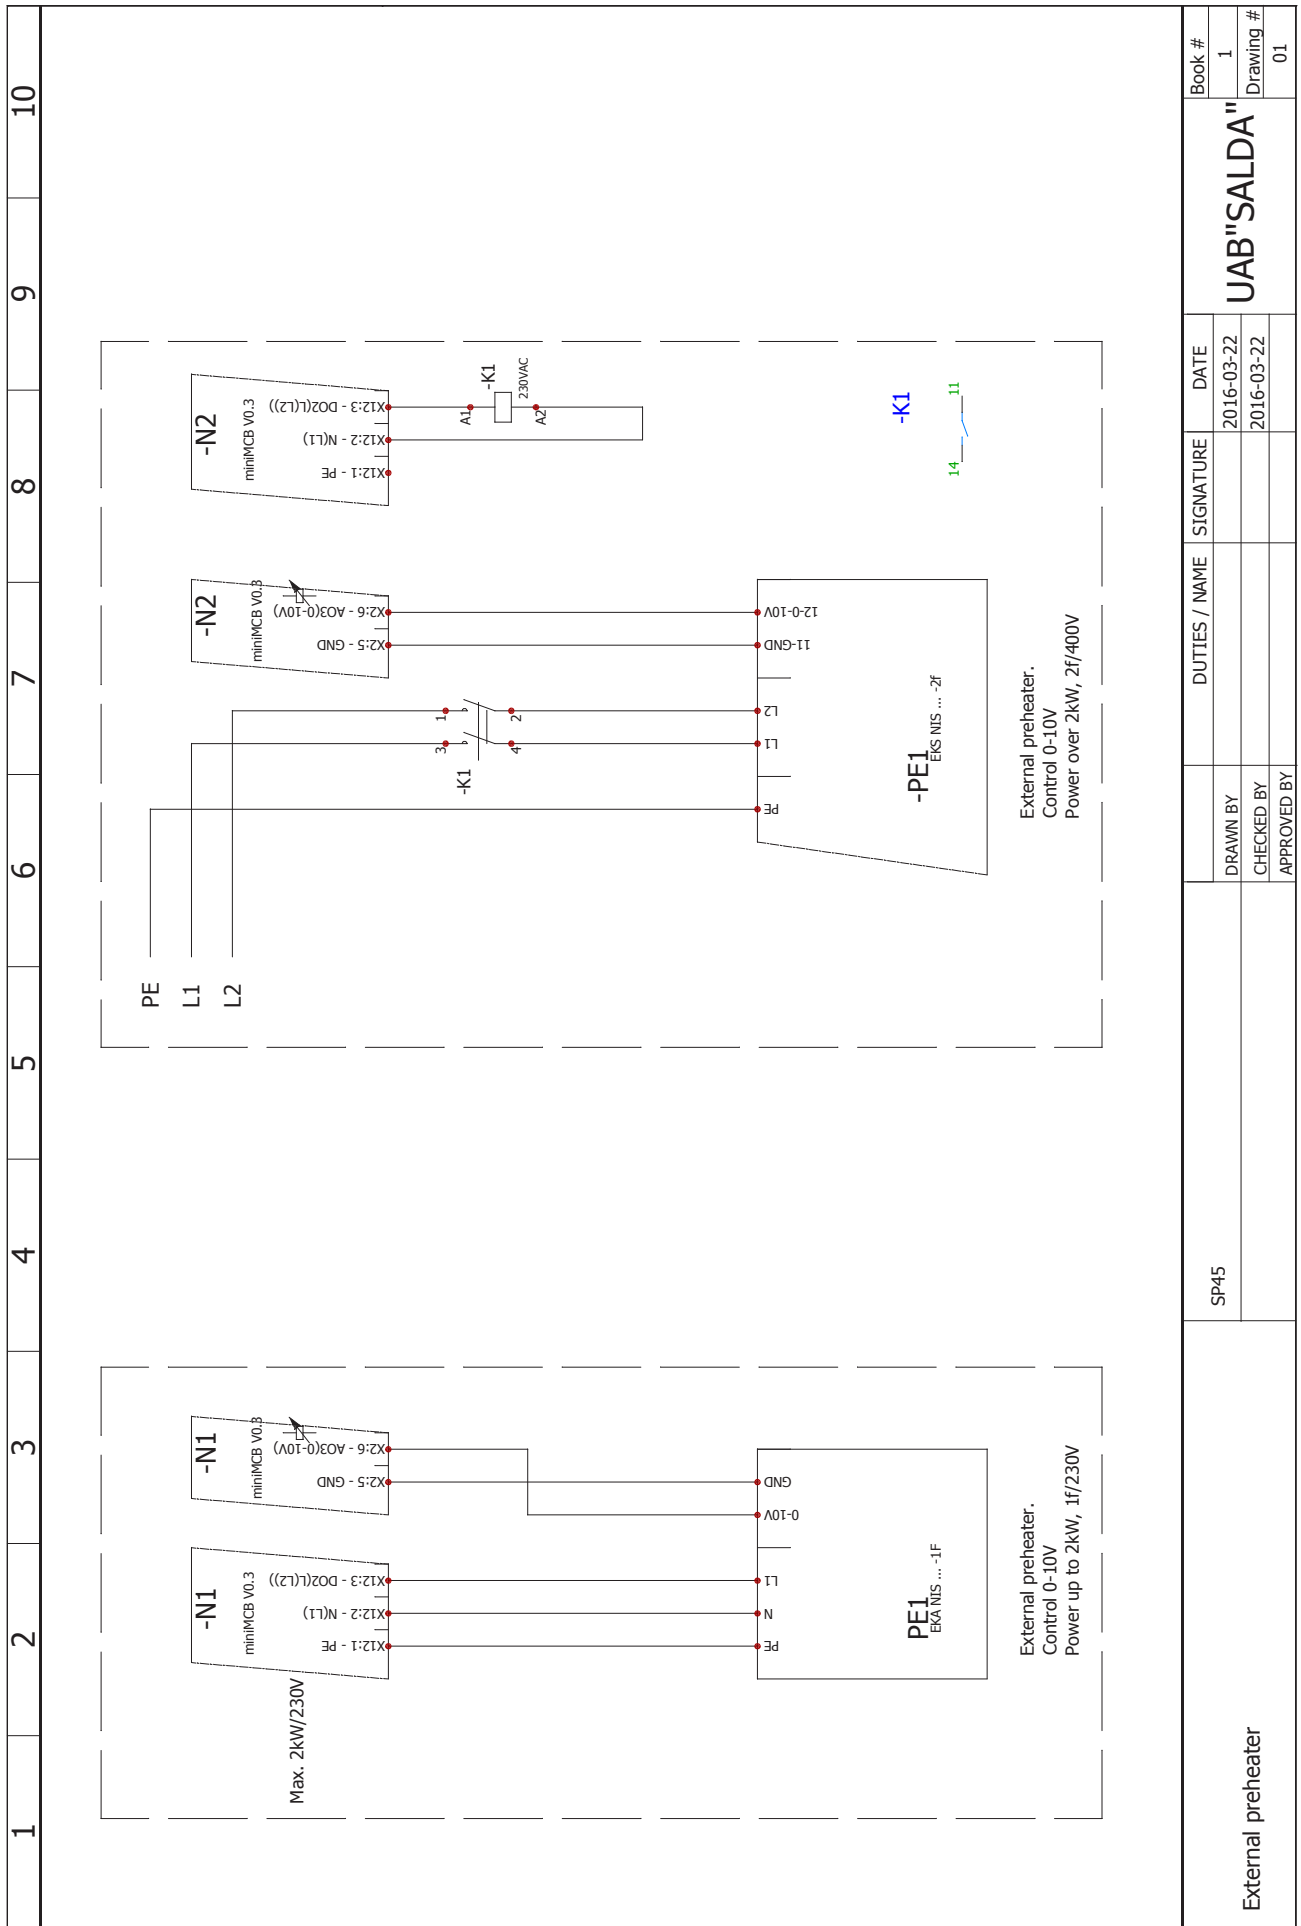 1
2
3
4
5
6
7
8
9
10
Max. 2kW/230V
-N1
miniMCB V0.3
X12:1 - PE
X12:2 - N(L1)
X12:3 - DO2(L(L2))
-N1
miniMCB V0.3
X2:5 - GND
X2:6 - AO3(0-10V)
PE
N
L1
0-10V
GND
PE1
EKA NIS ... -1F
External preheater.
Control 0-10V
Power up to 2kW, 1f/230V
PE
L1
L2
-K1
3
1
4
2
-N2
miniMCB V0.3
X2:5 - GND
X2:6 - AO3(0-10V)
-N2
miniMCB V0.3
X12:1 - PE
X12:2 - N(L1)
X12:3 - DO2(L(L2))
A1
-K1
230VAC
A2
PE
L1
L2
11-GND
12-0-10V
-PE1
EKS NIS ... -2f
-K1
14
11
External preheater.
Control 0-10V
Power over 2kW, 2f/400V
External preheater
SP45
DUTIES / NAME
SIGNATURE
DATE
DRAWN BY
2016-03-22
CHECKED BY
2016-03-22
APPROVED BY
UAB"SALDA"
Book #
1
Drawing #
01